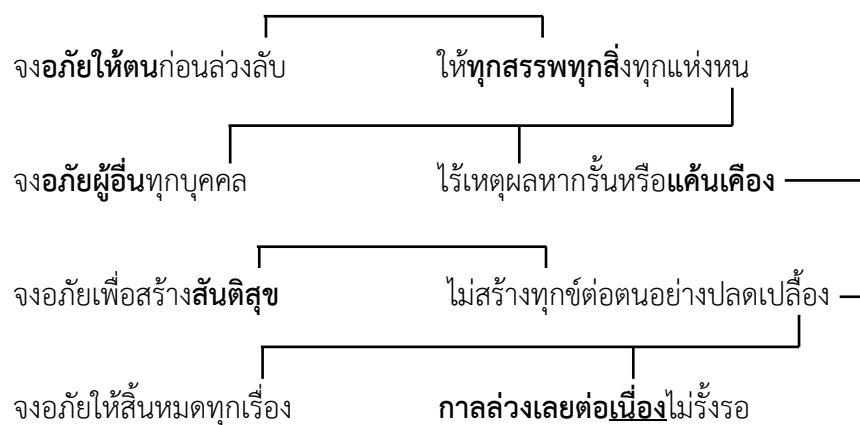 จงอภัยให้ตนก่อนล่วงลับ ให้ทุกสรรพทุกสิ่งทุกแห่งหน
จงอภัยผู้อื่นทุกบุคคล ไร้เหตุผลหากรั้นหรือแค้นเคือง
จงอภัยเพื่อสร้างสันติสุข ไม่สร้างทุกข์ต่อตนอย่างปลดเปลื้อง
จงอภัยให้สิ้นหมดทุกเรื่อง กาลล่วงเลยต่อเนื่องไม่รั้งรอ